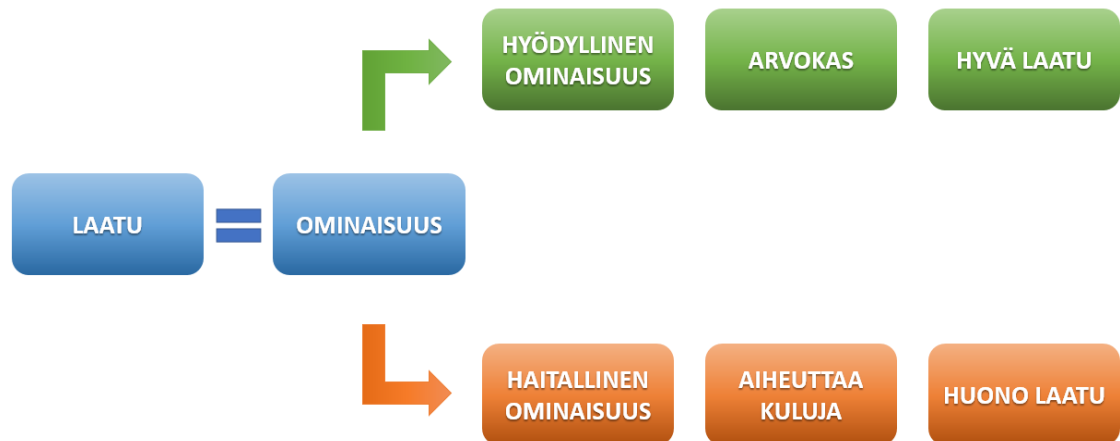 HYÖDYLLINEN
OMINAISUUS
ARVOKAS
HYVÄ LAATU
LAATU
OMINAISUUS
HAITALLINEN
OMINAISUUS
AIHEUTTAA
KULUJA
HUONO LAATU